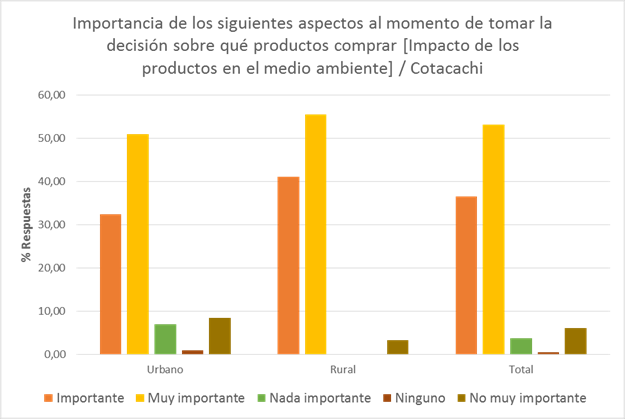 Importancia de los siguientes aspectos al momento de tomar la
decisión sobre qué productos comprar [Impacto de los
productos en el medio ambiente] / Cotacachi
60,00
50,00
40,00
30,00
20,00
10,00
0,00
% Respuestas
Urbano
Rural
Total
Importante
Muy importante
Nada importante
Ninguno
No muy importante